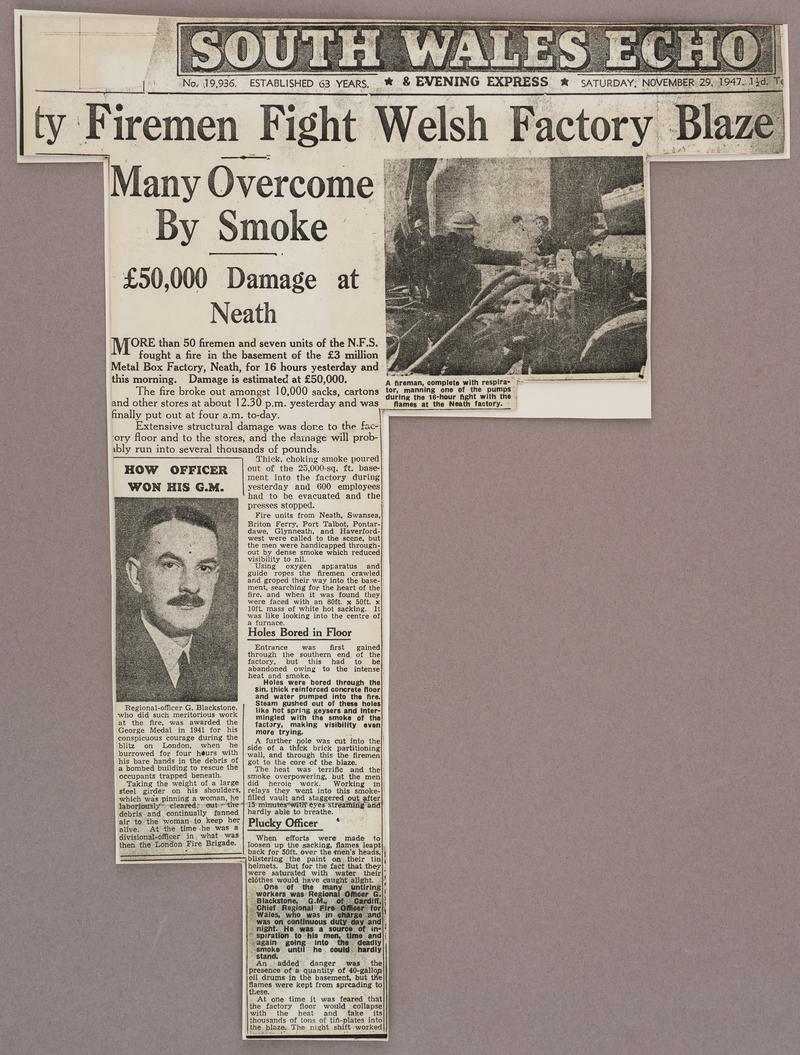 SOUTH WALES ECHO
No. 19,936. ESTABLISHED 63 YEARS. ★ & EVENING EXPRESS ★ SATURDAY, NOVEMBER 29, 1947. 1½d.
ty Firemen Fight Welsh Factory Blaze
Many Overcome
By Smoke
£50,000 Damage at
Neath
MORE than 50 firemen and seven units of the N.F.S.
fought a fire in the basement of the £3 million
Metal Box Factory, Neath, for 16 hours yesterday and
this morning. Damage is estimated at £50,000.
The fire broke out amongst 10,000 sacks, cartons
and other stores at about 12.30 p.m. yesterday and was
finally put out at four a.m. to-day.
Extensive structural damage was done to the fac-
tory floor and to the stores, and the damage will prob-
ably run into several thousands of pounds.
A fireman, complete with respira-
tor, manning one of the pumps
during the 16-hour fight with the
flames at the Neath factory.
HOW OFFICER
WON HIS G.M.
Regional-officer G. Blackstone,
who did such meritorious work
at the fire, was awarded the
George Medal in 1941 for his
conspicuous courage during the
blitz on London, when he
burrowed for four hours with
his bare hands in the debris of
a bombed building to rescue the
occupants trapped beneath.
Taking the weight of a large
steel girder on his shoulders,
which was pinning a woman, he
laboriously cleared out the
debris and continually fanned
air to the woman to keep her
alive. At the time he was a
divisional-officer in what was
then the London Fire Brigade.
Thick, choking smoke poured
out of the 25,000-sq. ft. base-
ment into the factory during
yesterday and 600 employees
had to be evacuated and the
presses stopped.
Fire units from Neath, Swansea,
Briton Ferry, Port Talbot, Pontar-
dawe, Glynneath, and Haverford-
west were called to the scene, but
the men were handicapped through-
out by dense smoke which reduced
visibility to nil.
Using oxygen apparatus and
guide ropes the firemen crawled
and groped their way into the base-
ment, searching for the heart of the
fire, and when it was found they
were faced with an 80ft. x 50ft. x
10ft. mass of white hot sacking. It
was like looking into the centre of
a furnace.
Holes Bored in Floor
Entrance was first gained
through the southern end of the
factory, but this had to be
abandoned owing to the intense
heat and smoke.
Holes were bored through the
8in. thick reinforced concrete floor
and water pumped into the fire.
Steam gushed out of these holes
like hot spring geysers and inter-
mingled with the smoke of the
factory, making visibility even
more trying.
A further hole was cut into the
side of a thick brick partitioning
wall, and through this the firemen
got to the core of the blaze.
The heat was terrific and the
smoke overpowering, but the men
did heroic work. Working in
relays they went into this smoke-
filled vault and staggered out after
15 minutes with eyes streaming and
hardly able to breathe.
Plucky Officer
When efforts were made to
loosen up the sacking, flames leapt
back for 50ft. over the men's heads,
blistering the paint on their tin
helmets. But for the fact that they
were saturated with water their
clothes would have caught alight.
One of the many untiring
workers was Regional Officer G.
Blackstone, G.M., of Cardiff,
Chief Regional Fire Officer for
Wales, who was in charge and
was on continuous duty day and
night. He was a source of in-
spiration to his men, time and
again going into the deadly
smoke until he could hardly
stand.
An added danger was the
presence of a quantity of 40-gallop
oil drums in the basement, but the
flames were kept from spreading to
these.
At one time it was feared that
the factory floor would collapse
with the heat and take its
thousands of tons of tin-plates into
the blaze. The night shift worked